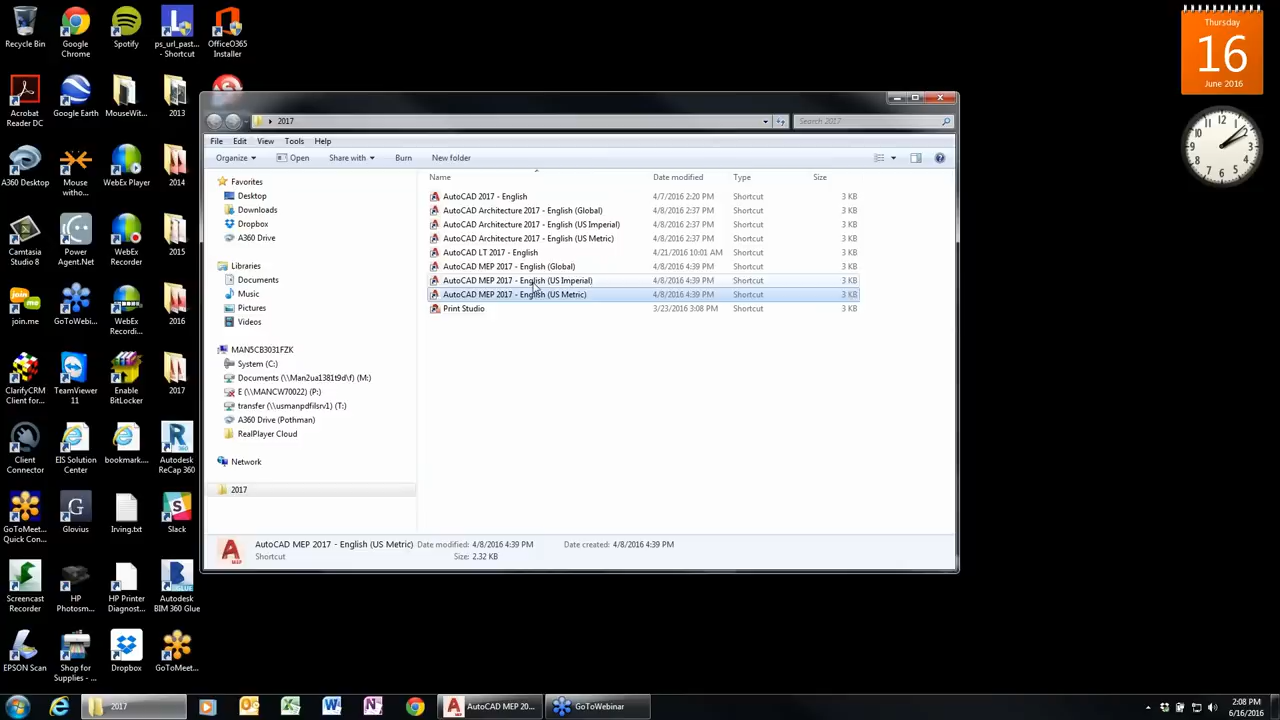 Recycle Bin
Google Chrome
Spotify
ps_url_past... - Shortcut
OfficeO365 Installer
Thursday
16
June 2016
Acrobat Reader DC
Google Earth
MouseWit...
2013
A360 Desktop
Mouse witho...
WebEx Player
2014
Camtasia Studio 8
Power Agent.Net
WebEx Recorder
2015
join.me
GoToWeb...
WebEx Recordi...
2016
ClarifyCRM Client for...
TeamViewer 11
Enable BitLocker
2017
Client Connector
EIS Solution Center
bookmark....
Autodesk ReCap 360
GoToMeet... Quick Con...
Glovius
Irving.txt
Slack
Screencast Recorder
HP Photosm...
HP Printer Diagnost...
Autodesk BIM 360 Glue
EPSON Scan
Shop for Supplies - ...
Dropbox
GoToMeet...
2017
Search 2017
File Edit View Tools Help
Organize Open Share with Burn New folder
Name Date modified Type Size
AutoCAD 2017 - English 4/7/2016 2:20 PM Shortcut 3 KB
AutoCAD Architecture 2017 - English (Global) 4/8/2016 2:37 PM Shortcut 3 KB
AutoCAD Architecture 2017 - English (US Imperial) 4/8/2016 2:37 PM Shortcut 3 KB
AutoCAD Architecture 2017 - English (US Metric) 4/8/2016 2:37 PM Shortcut 3 KB
AutoCAD LT 2017 - English 4/21/2016 10:01 AM Shortcut 3 KB
AutoCAD MEP 2017 - English (Global) 4/8/2016 4:39 PM Shortcut 3 KB
AutoCAD MEP 2017 - English (US Imperial) 4/8/2016 4:39 PM Shortcut 3 KB
AutoCAD MEP 2017 - English (US Metric) 4/8/2016 4:39 PM Shortcut 3 KB
Print Studio 3/23/2016 3:08 PM Shortcut 3 KB
Favorites
Desktop
Downloads
Dropbox
A360 Drive
Libraries
Documents
Music
Pictures
Videos
MAN5CB3031FZK
System (C:)
Documents (\\Man2ua1381t9d\f) (M:)
E (\\MANCW70022) (P:)
transfer (\\usmanpdfilsrv1) (T:)
A360 Drive (Pothman)
RealPlayer Cloud
Network
2017
AutoCAD MEP 2017 - English (US Metric) Date modified: 4/8/2016 4:39 PM Date created: 4/8/2016 4:39 PM
Shortcut Size: 2.32 KB
2017
AutoCAD MEP 20...
GoToWebinar
2:08 PM
6/16/2016